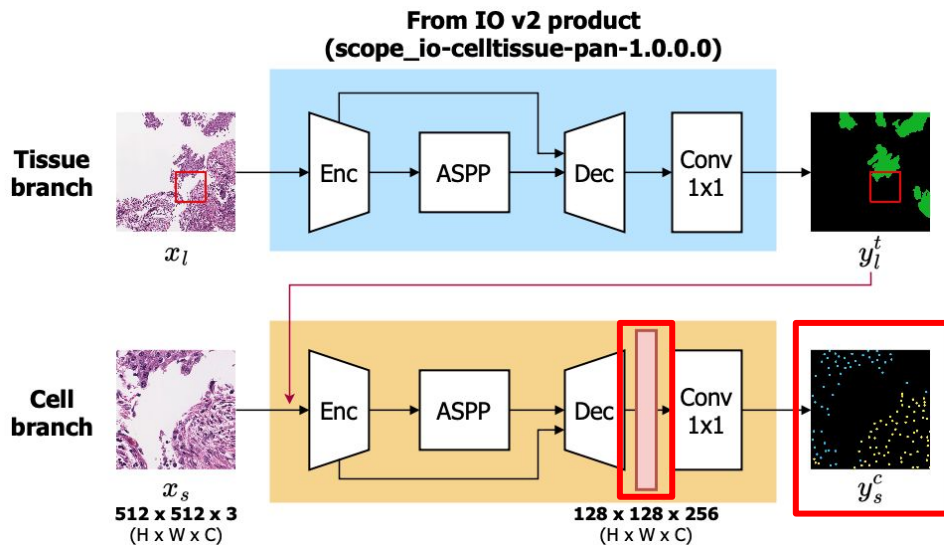 From IO v2 product
(scope_io-celltissue-pan-1.0.0.0)
Tissue
branch
x_l
Enc
ASPP
Dec
Conv
1x1
y_l^t
Cell
branch
x_s
512 x 512 x 3
(H x W x C)
Enc
ASPP
Dec
Conv
1x1
128 x 128 x 256
(H x W x C)
y_s^c